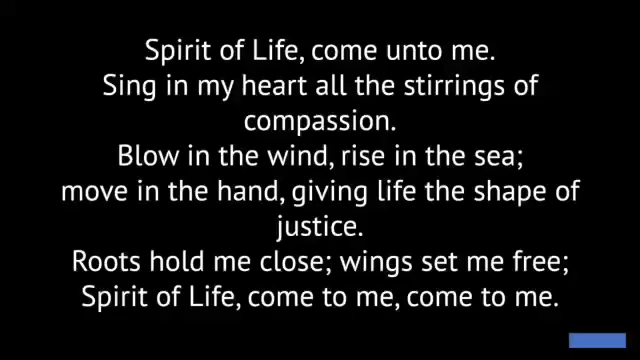 Spirit of Life, come unto me.
Sing in my heart all the stirrings of
compassion.
Blow in the wind, rise in the sea;
move in the hand, giving life the shape of
justice.
Roots hold me close; wings set me free;
Spirit of Life, come to me, come to me.